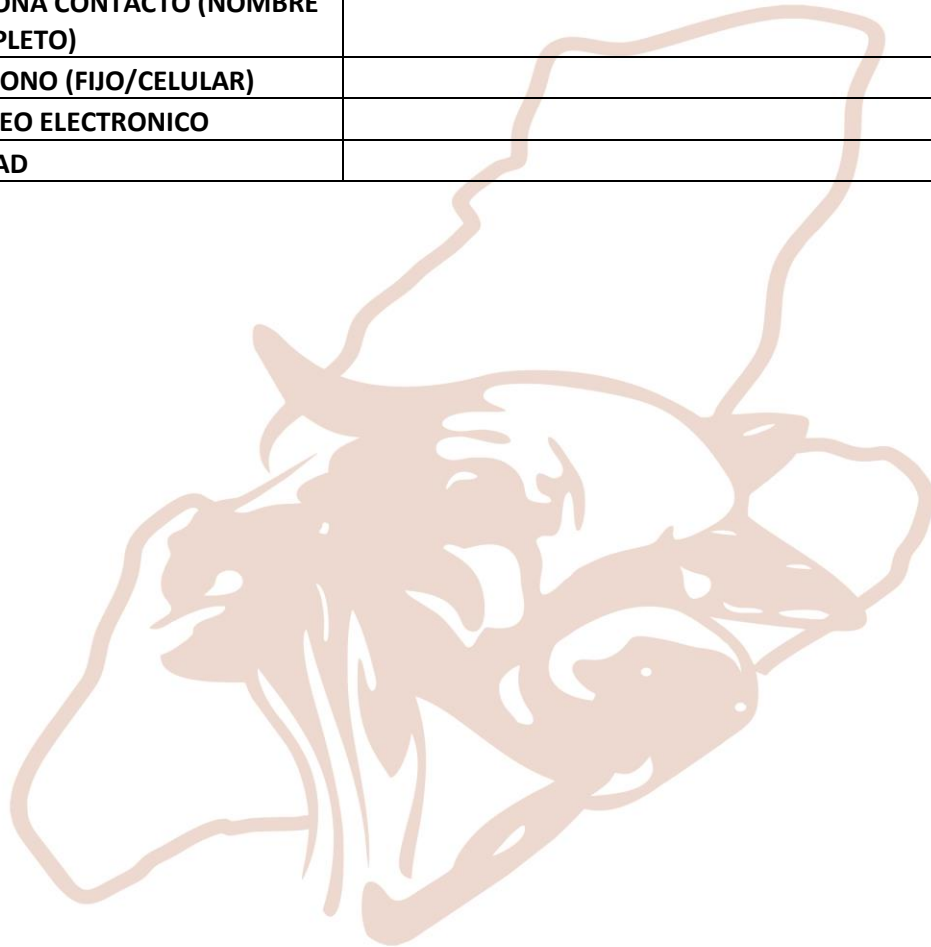 ONA CONTACTO (NOMBRE
PLETO)
ONO (FIJO/CELULAR)
EO ELECTRONICO
AD